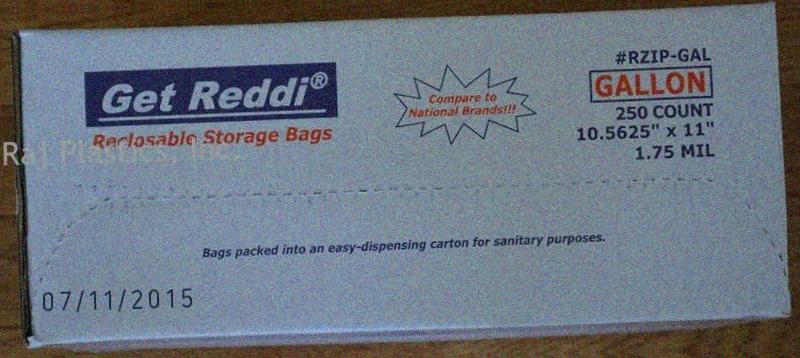 Get Reddi®
Reclosable Storage Bags
Compare to
National Brands!!!
#RZIP-GAL
GALLON
250 COUNT
10.5625" x 11"
1.75 MIL
Raj Plastics, Inc.
Bags packed into an easy-dispensing carton for sanitary purposes.
07/11/2015